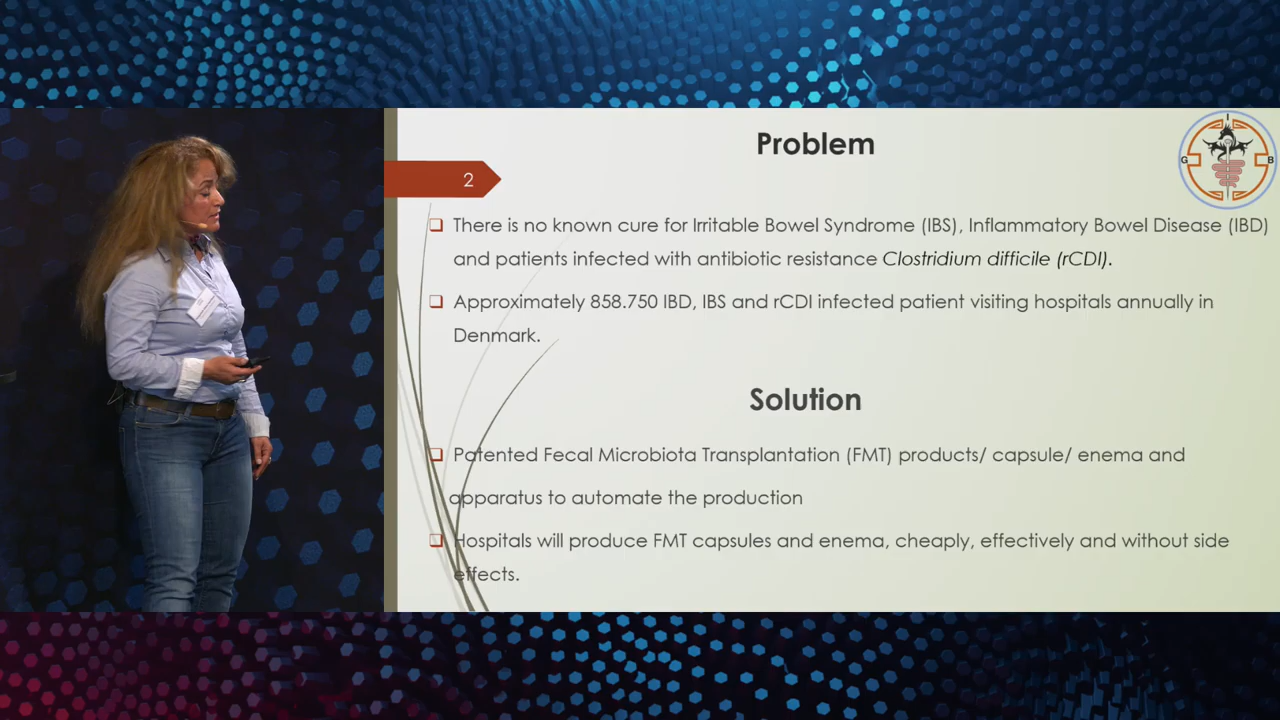 Problem
2
G B
There is no known cure for Irritable Bowel Syndrome (IBS), Inflammatory Bowel Disease (IBD)
and patients infected with antibiotic resistance Clostridium difficile (rCDI).
Approximately 858.750 IBD, IBS and rCDI infected patient visiting hospitals annually in
Denmark.
Solution
Patented Fecal Microbiota Transplantation (FMT) products/ capsule/ enema and
apparatus to automate the production
Hospitals will produce FMT capsules and enema, cheaply, effectively and without side
effects.